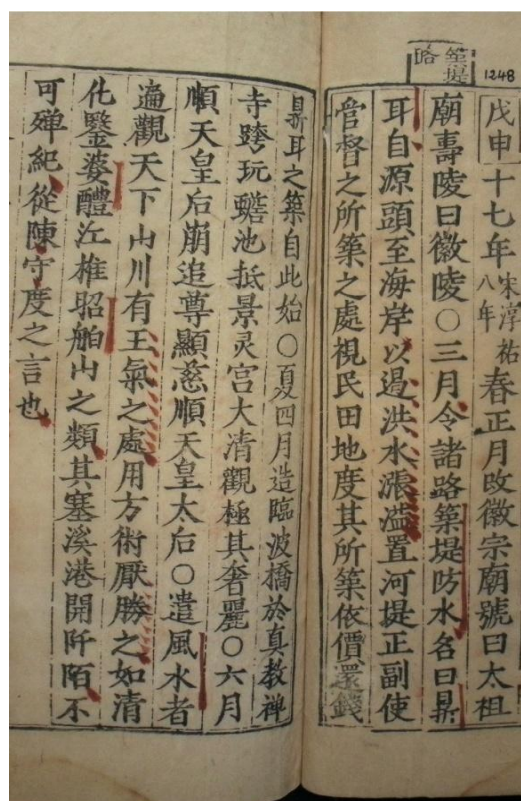 1248
築堤
路
戊申十七年宋淳祐八年春正月改徽宗廟號曰太祖
廟壽陵曰徽陵○三月令諸路築堤防水名曰鼎
耳自源頭至海岸以遏洪水漲溢置河堤正副使
管督之所築之處視民田地度其所築依價還錢
鼎耳之築自此始○夏四月造臨波橋於真教禅
寺跨玩蟾池抵景灵宮大清觀極其奢麗○六月
順天皇后崩追尊顯慈順天皇太后○遣風水者
遍觀天下山川有王氣之處用方術厭勝之如清
化鑿婆醴江椎昭舶山之類其塞溪港開阡陌不
可殫紀從陳守度之言也